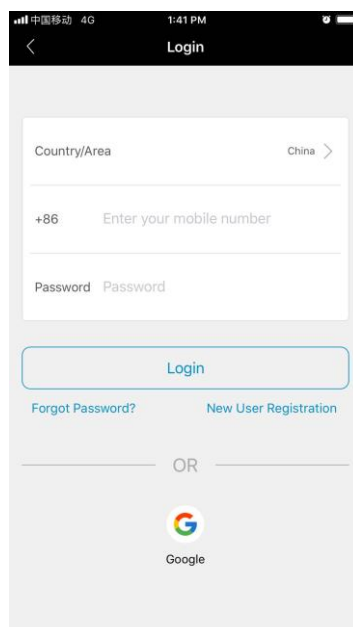 中国移动 4G 1:41 PM
Login
Country/Area China
+86 Enter your mobile number
Password Password
Login
Forgot Password? New User Registration
OR
Google